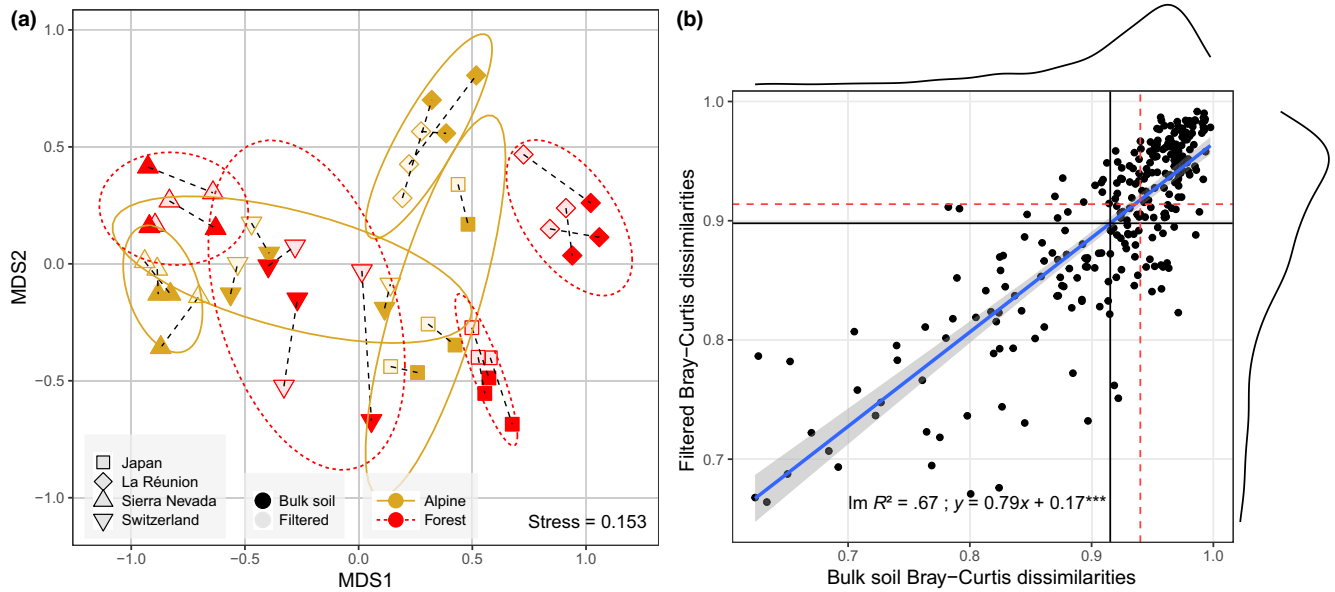 (a)
1.0
0.5
0.0
−0.5
−1.0
MDS2
Japan
La Réunion
Sierra Nevada
Switzerland
Bulk soil
Filtered
Alpine
Forest
Stress = 0.153
−1.0 −0.5 0.0 0.5 1.0
MDS1
(b)
1.0
0.9
0.8
0.7
Filtered Bray−Curtis dissimilarities
lm R² = .67 ; y = 0.79x + 0.17***
0.7 0.8 0.9 1.0
Bulk soil Bray−Curtis dissimilarities